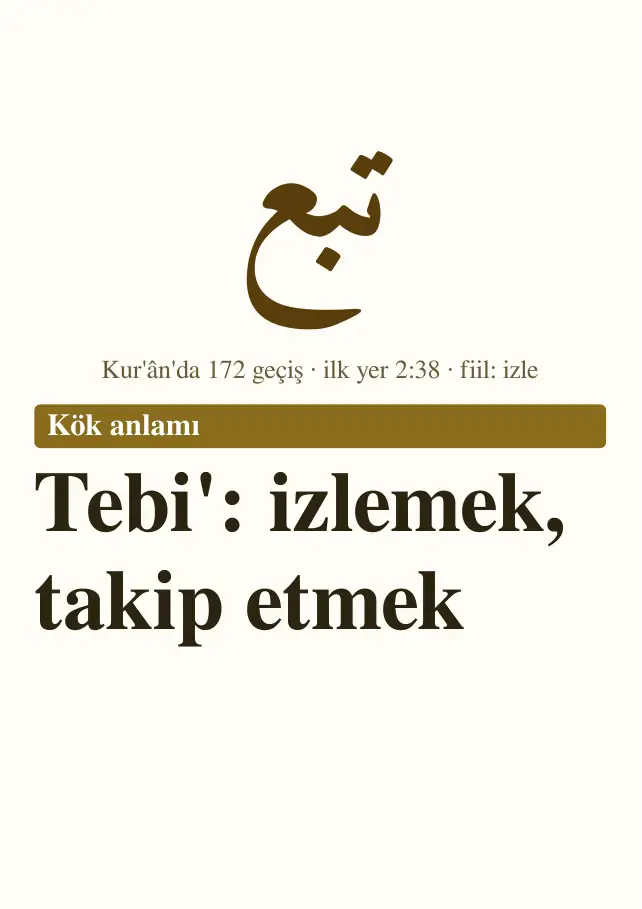 تبع
Kur'ân'da 172 geçiş · ilk yer 2:38 · fiil: izle
Kök anlamı
Tebi': izlemek,
takip etmek